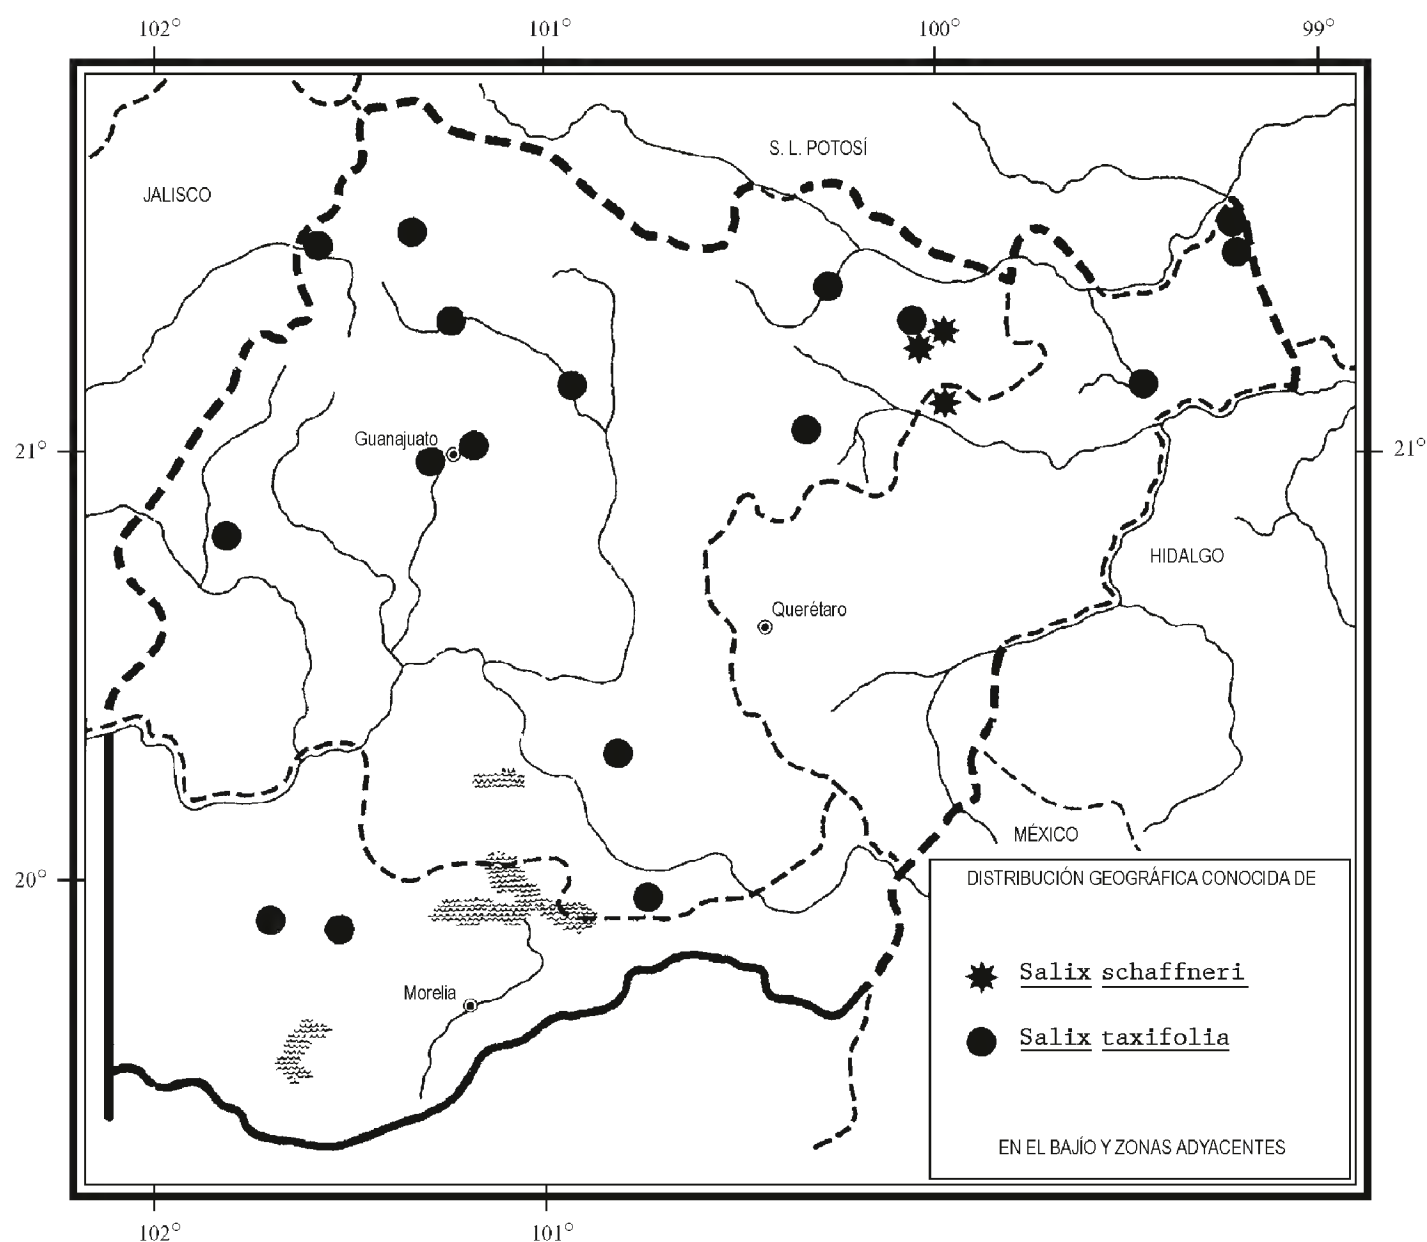 102° 101° 100° 99°
S. L. POTOSÍ
JALISCO
Guanajuato
21° 21°
HIDALGO
Querétaro
MÉXICO
20°
DISTRIBUCIÓN GEOGRÁFICA CONOCIDA DE
Salix schaffneri
Morelia
Salix taxifolia
EN EL BAJÍO Y ZONAS ADYACENTES
102° 101°